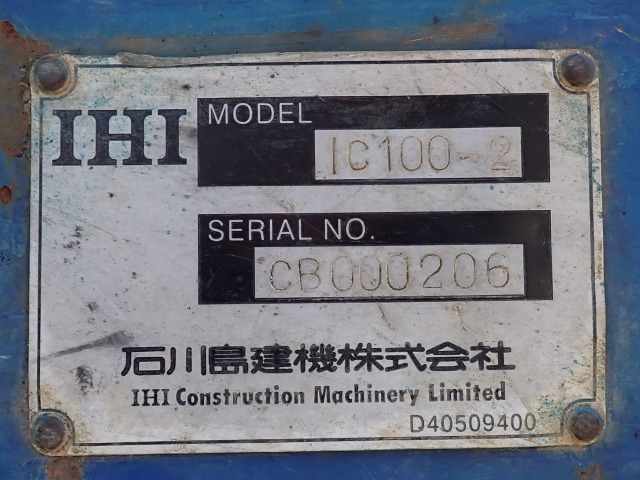 IHI
MODEL
IC100-2
SERIAL NO.
CB000206
石川島建機株式会社
IHI Construction Machinery Limited
D40509400